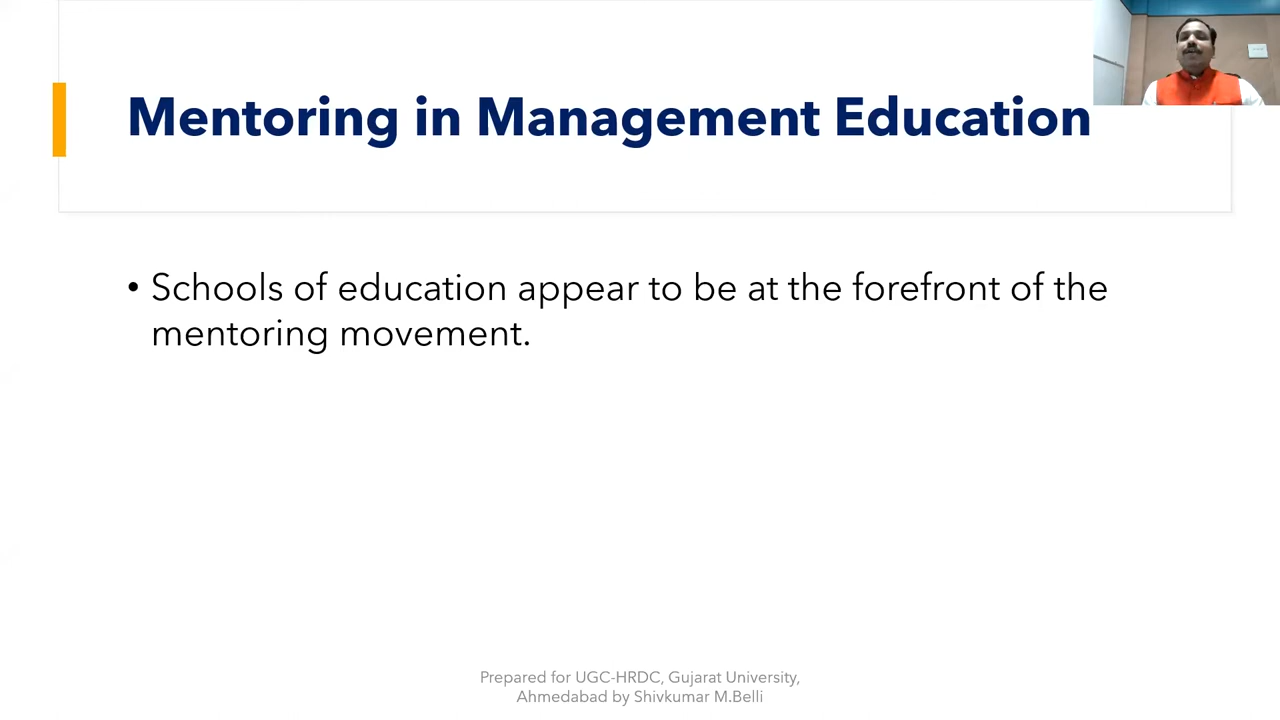 Mentoring in Management Education
• Schools of education appear to be at the forefront of the
mentoring movement.
Prepared for UGC-HRDC, Gujarat University,
Ahmedabad by Shivkumar M.Belli